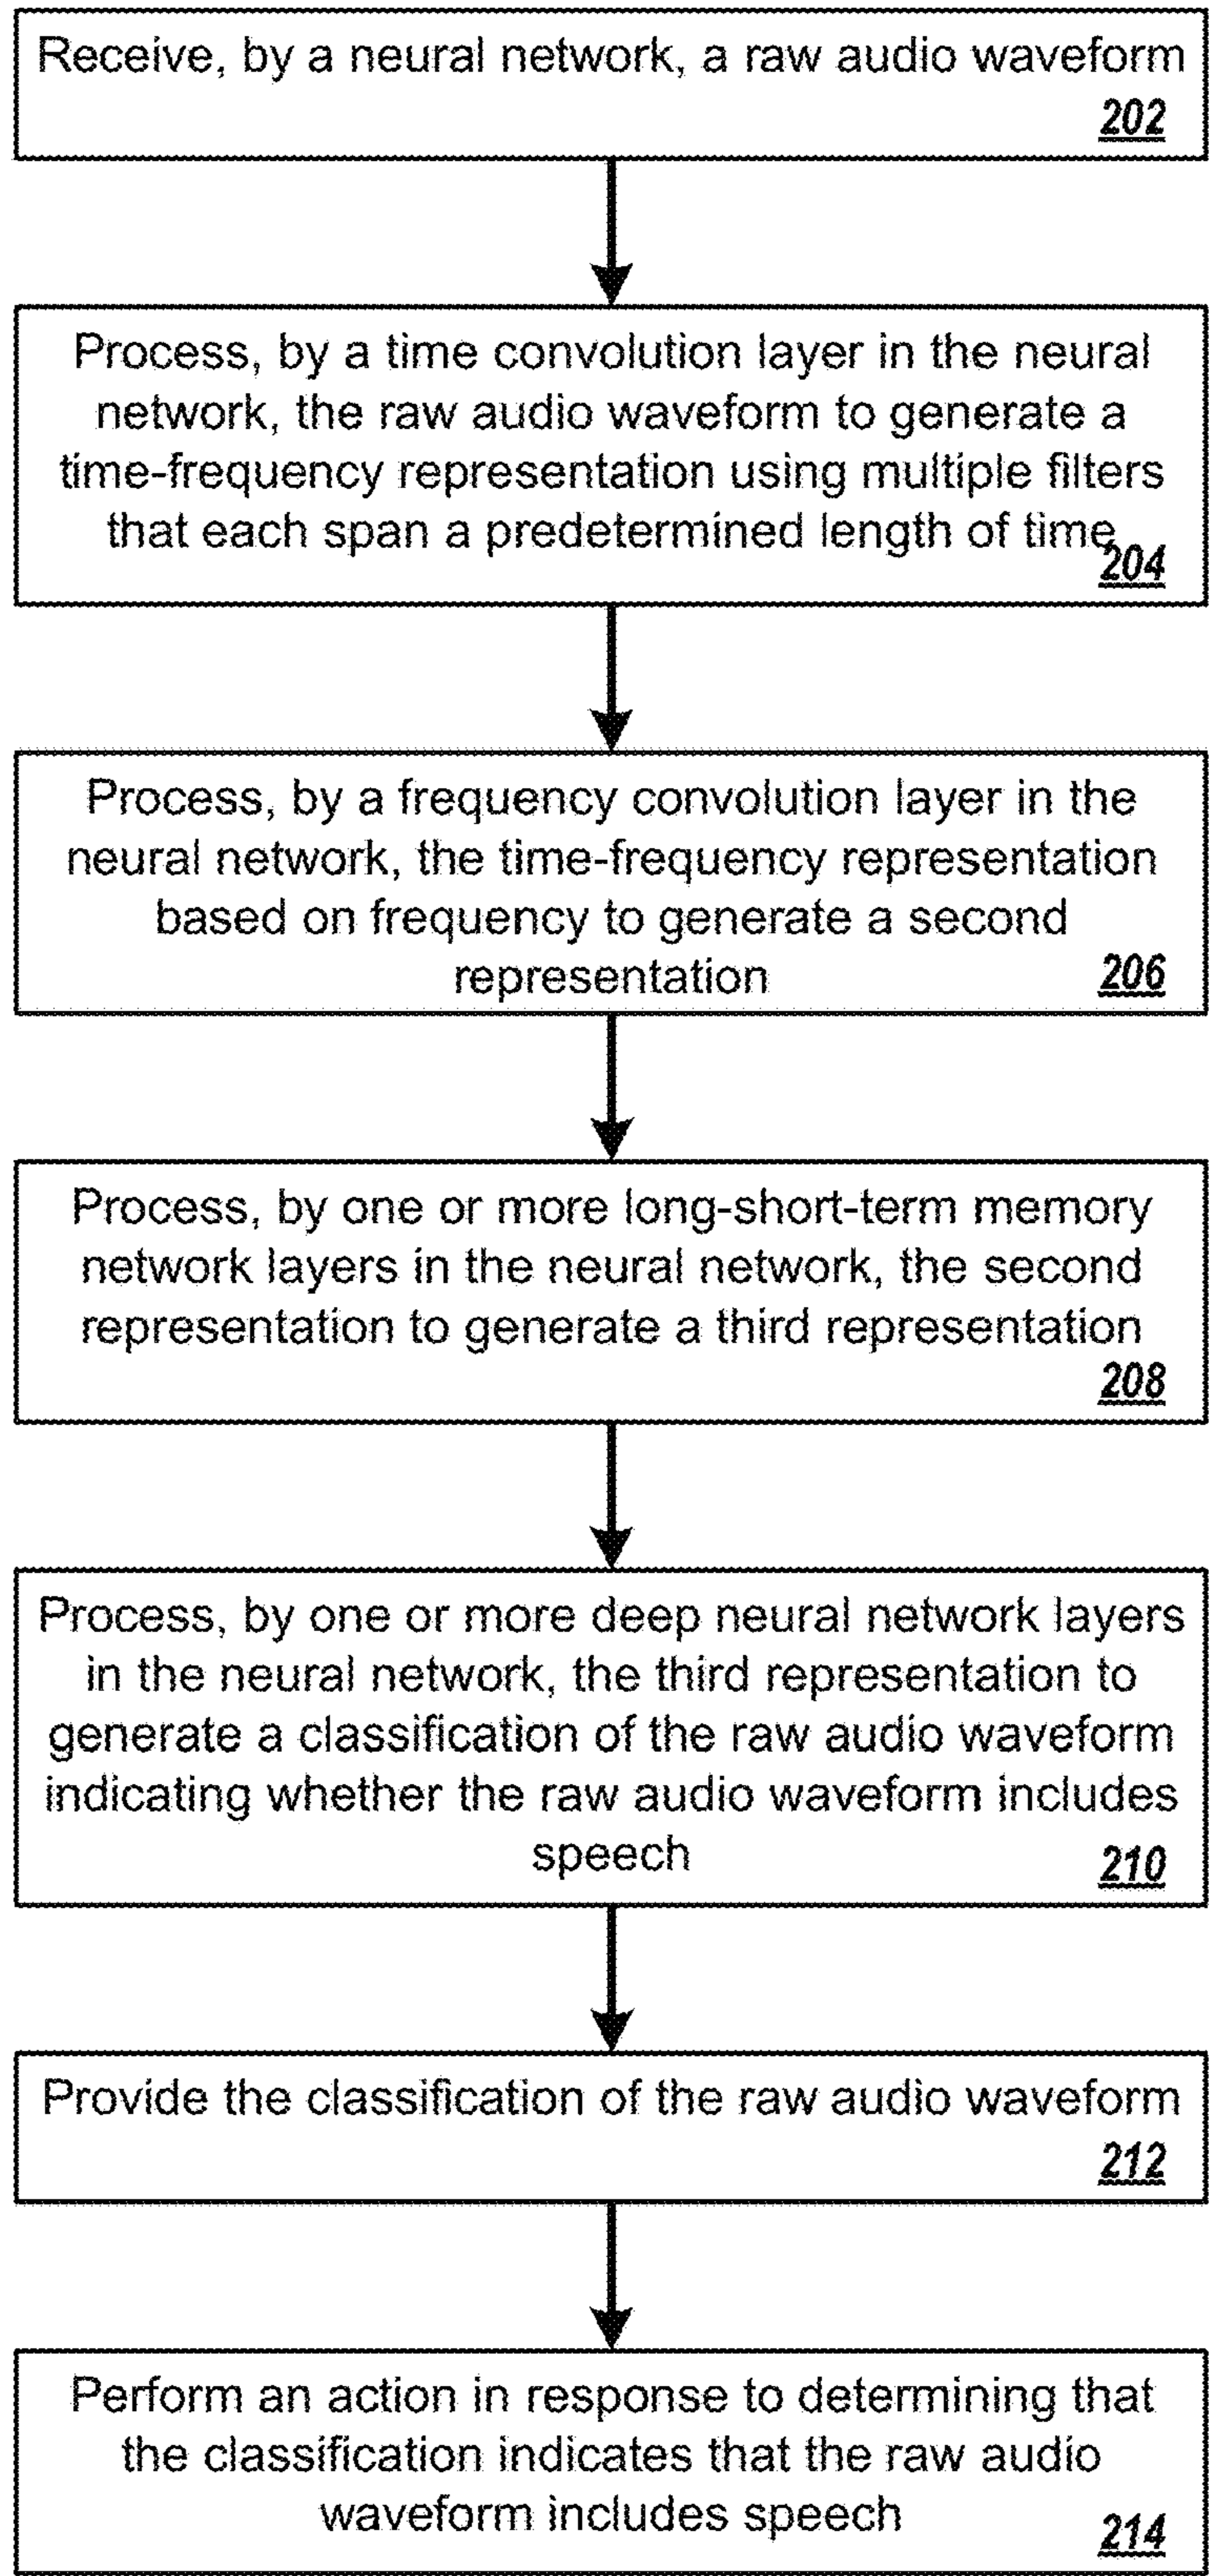 Receive, by a neural network, a raw audio waveform
202
Process, by a time convolution layer in the neural
network, the raw audio waveform to generate a
time-frequency representation using multiple filters
that each span a predetermined length of time
204
Process, by a frequency convolution layer in the
neural network, the time-frequency representation
based on frequency to generate a second
representation
206
Process, by one or more long-short-term memory
network layers in the neural network, the second
representation to generate a third representation
208
Process, by one or more deep neural network layers
in the neural network, the third representation to
generate a classification of the raw audio waveform
indicating whether the raw audio waveform includes
speech
210
Provide the classification of the raw audio waveform
212
Perform an action in response to determining that
the classification indicates that the raw audio
waveform includes speech
214